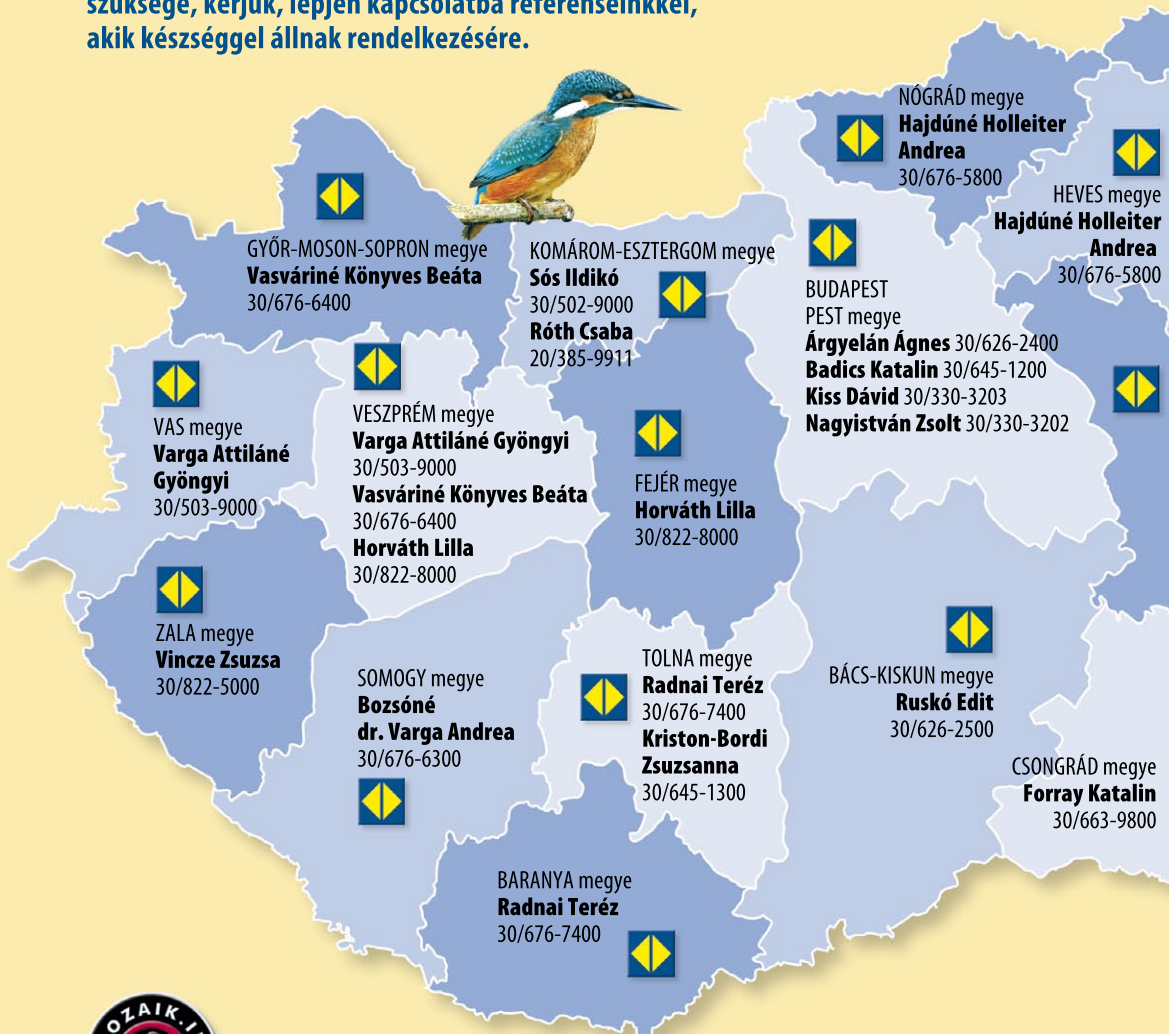 szüksége, kérjük, lépjen kapcsolatba referenseinkkel,
akik készséggel állnak rendelkezésére.
NÓGRÁD megye
Hajdúné Holleiter
Andrea
30/676-5800
HEVES megye
Hajdúné Holleiter
Andrea
30/676-5800
GYŐR-MOSON-SOPRON megye
Vasváriné Könyves Beáta
30/676-6400
KOMÁROM-ESZTERGOM megye
Sós Ildikó
30/502-9000
Róth Csaba
20/385-9911
BUDAPEST
PEST megye
Árgyelán Ágnes 30/626-2400
Badics Katalin 30/645-1200
Kiss Dávid 30/330-3203
Nagyistván Zsolt 30/330-3202
VAS megye
Varga Attiláné
Gyöngyi
30/503-9000
VESZPRÉM megye
Varga Attiláné Gyöngyi
30/503-9000
Vasváriné Könyves Beáta
30/676-6400
Horváth Lilla
30/822-8000
FEJÉR megye
Horváth Lilla
30/822-8000
ZALA megye
Vincze Zsuzsa
30/822-5000
SOMOGY megye
Bozsóné
dr. Varga Andrea
30/676-6300
TOLNA megye
Radnai Teréz
30/676-7400
Kriston-Bordi
Zsuzsanna
30/645-1300
BÁCS-KISKUN megye
Ruskó Edit
30/626-2500
CSONGRÁD megye
Forray Katalin
30/663-9800
BARANYA megye
Radnai Teréz
30/676-7400